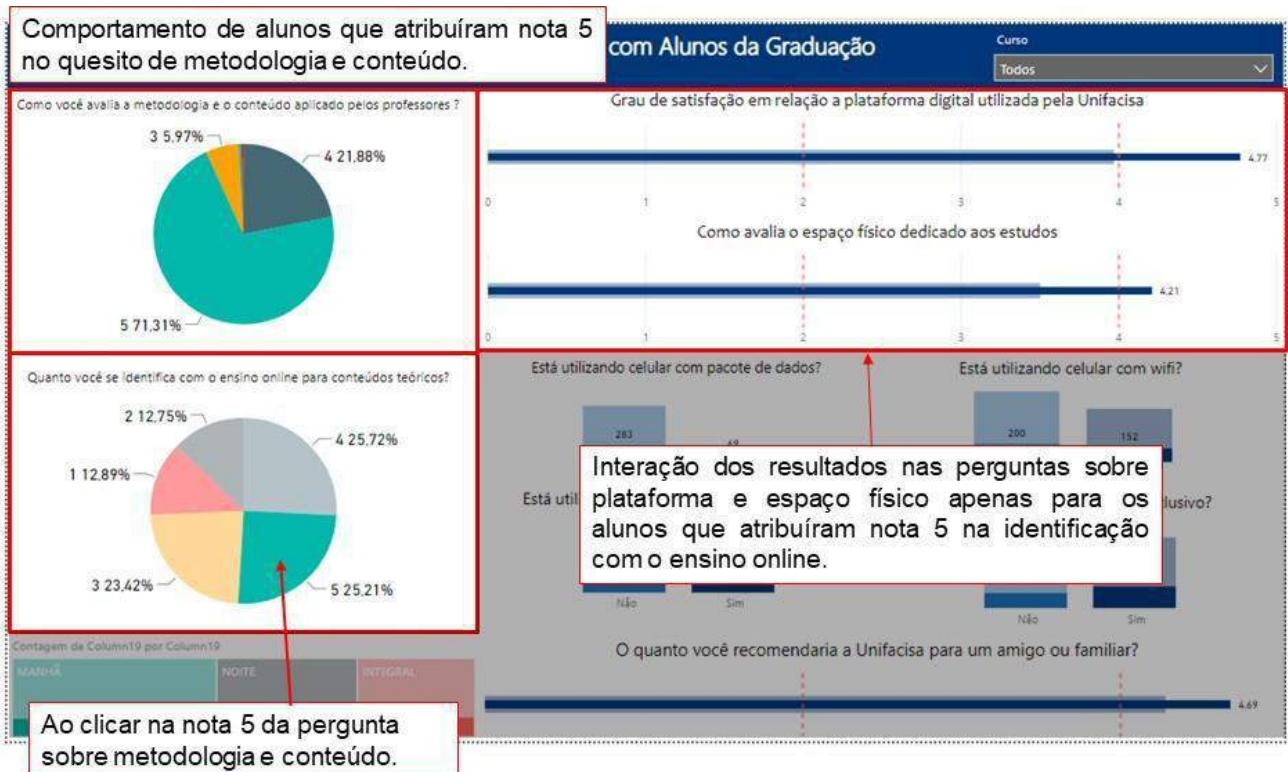 Comportamento de alunos que atribuíram nota 5
no quesito de metodologia e conteúdo.
com Alunos da Graduação
Curso
Todos
Como você avalia a metodologia e o conteúdo aplicado pelos professores ?
3 5,97%
4 21,88%
5 71,31%
Grau de satisfação em relação a plataforma digital utilizada pela Unifacisa
4.77
0 1 2 3 4 5
Como avalia o espaço físico dedicado aos estudos
4.21
0 1 2 3 4 5
Quanto você se identifica com o ensino online para conteúdos teóricos?
2 12,75%
4 25,72%
1 12,89%
3 23,42%
5 25,21%
Está utilizando celular com pacote de dados?
283
Não Sim
Está utilizando celular com wifi?
200 152
Está uti
lusivo?
Não Sim
Interação dos resultados nas perguntas sobre
plataforma e espaço físico apenas para os
alunos que atribuíram nota 5 na identificação
com o ensino online.
Contagem de Column19 por Column19
MANHÃ NOITE INTEGRAL
Ao clicar na nota 5 da pergunta
sobre metodologia e conteúdo.
O quanto você recomendaria a Unifacisa para um amigo ou familiar?
4.69